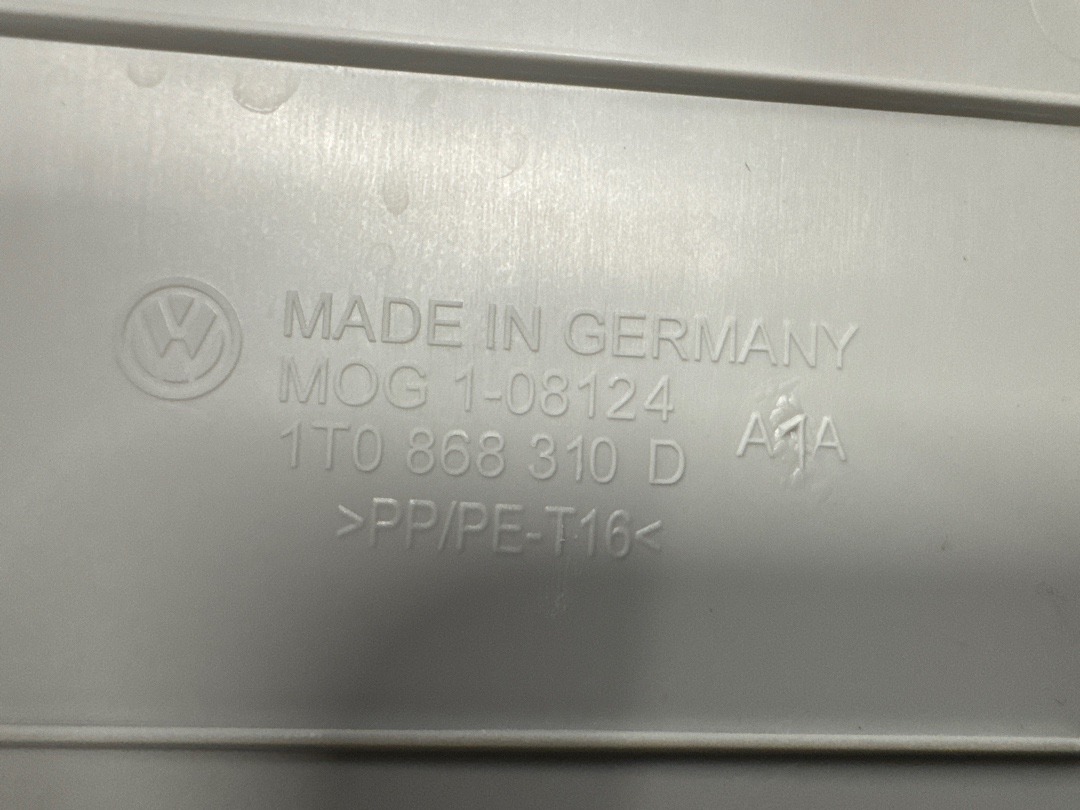 MADE IN GERMANY
MOG 1-08124
1T0 868 310 D
>PP/PE-T16<